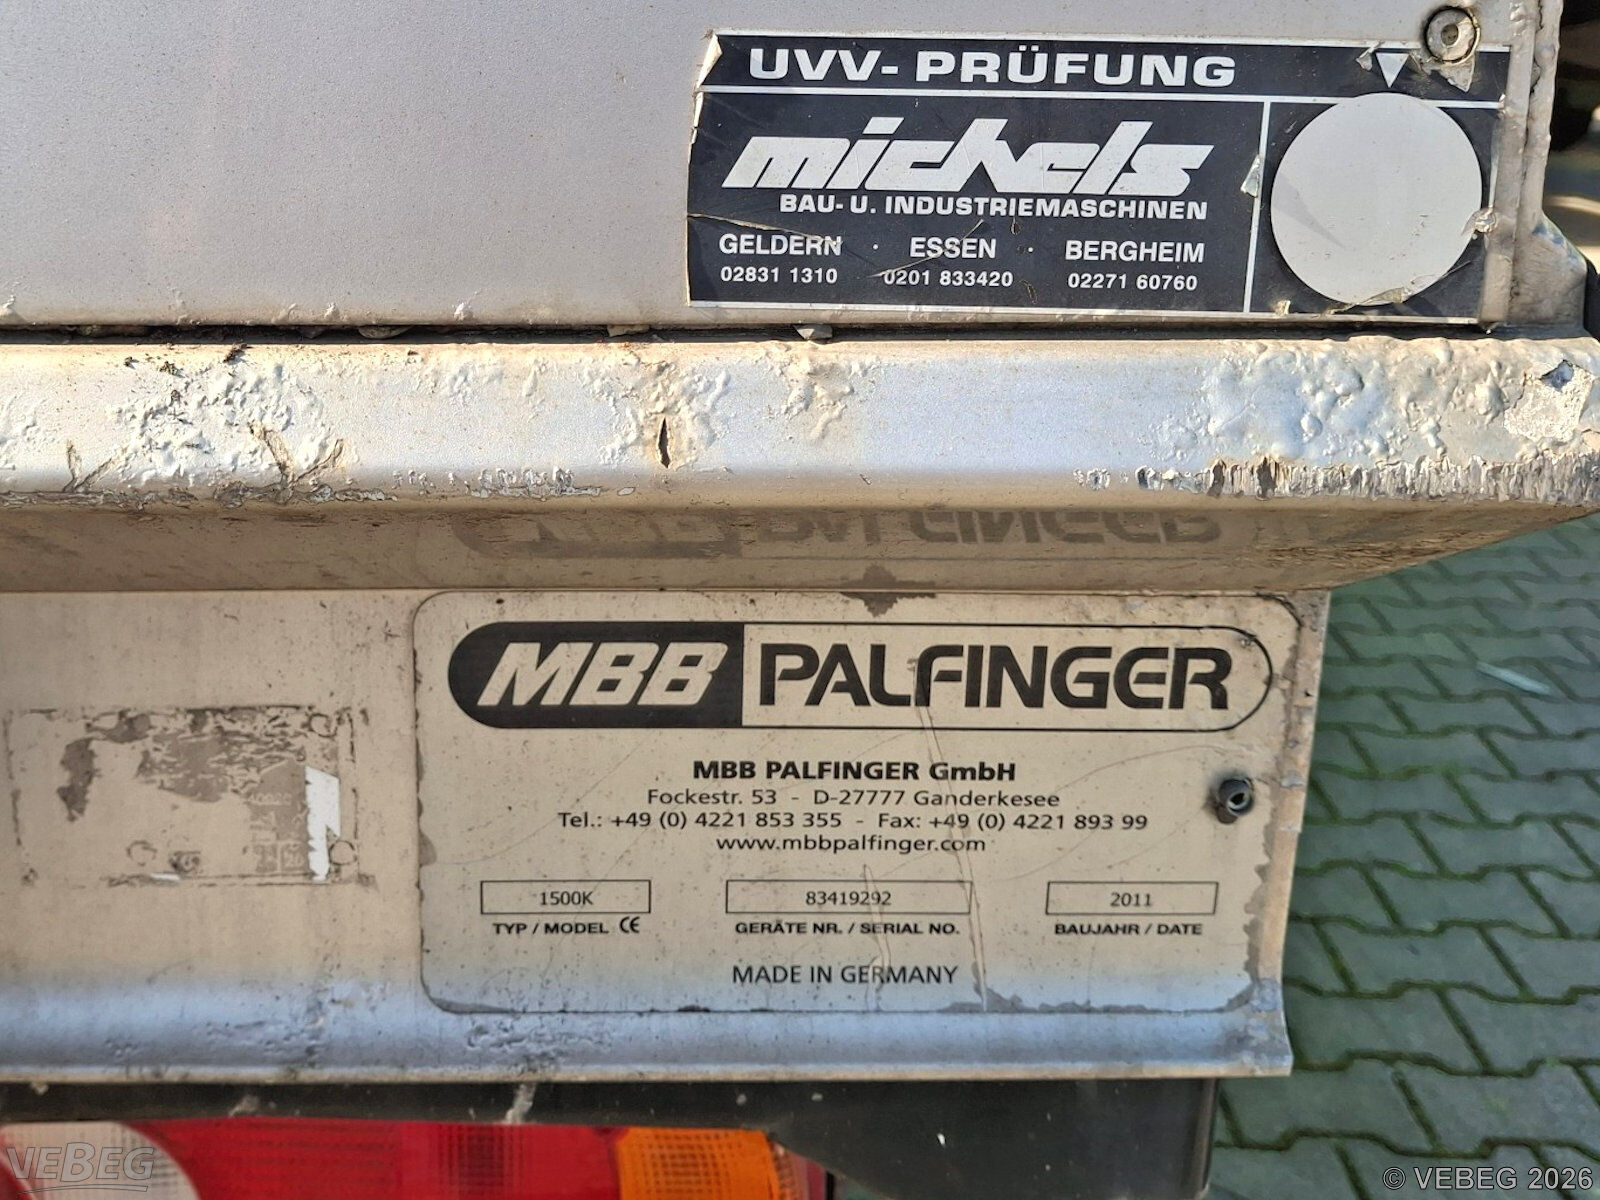 UVV-PRÜFUNG
michels
BAU- U. INDUSTRIEMASCHINEN
GELDERN · ESSEN · BERGHEIM
02831 1310 0201 833420 02271 60760
MBB PALFINGER
MBB PALFINGER GmbH
Fockestr. 53 - D-27777 Ganderkesee
Tel.: +49 (0) 4221 853 355 - Fax: +49 (0) 4221 893 99
www.mbbpalfinger.com
1500K 83419292 2011
TYP / MODEL CE GERÄTE NR. / SERIAL NO. BAUJAHR / DATE
MADE IN GERMANY
VEBEG
© VEBEG 2026